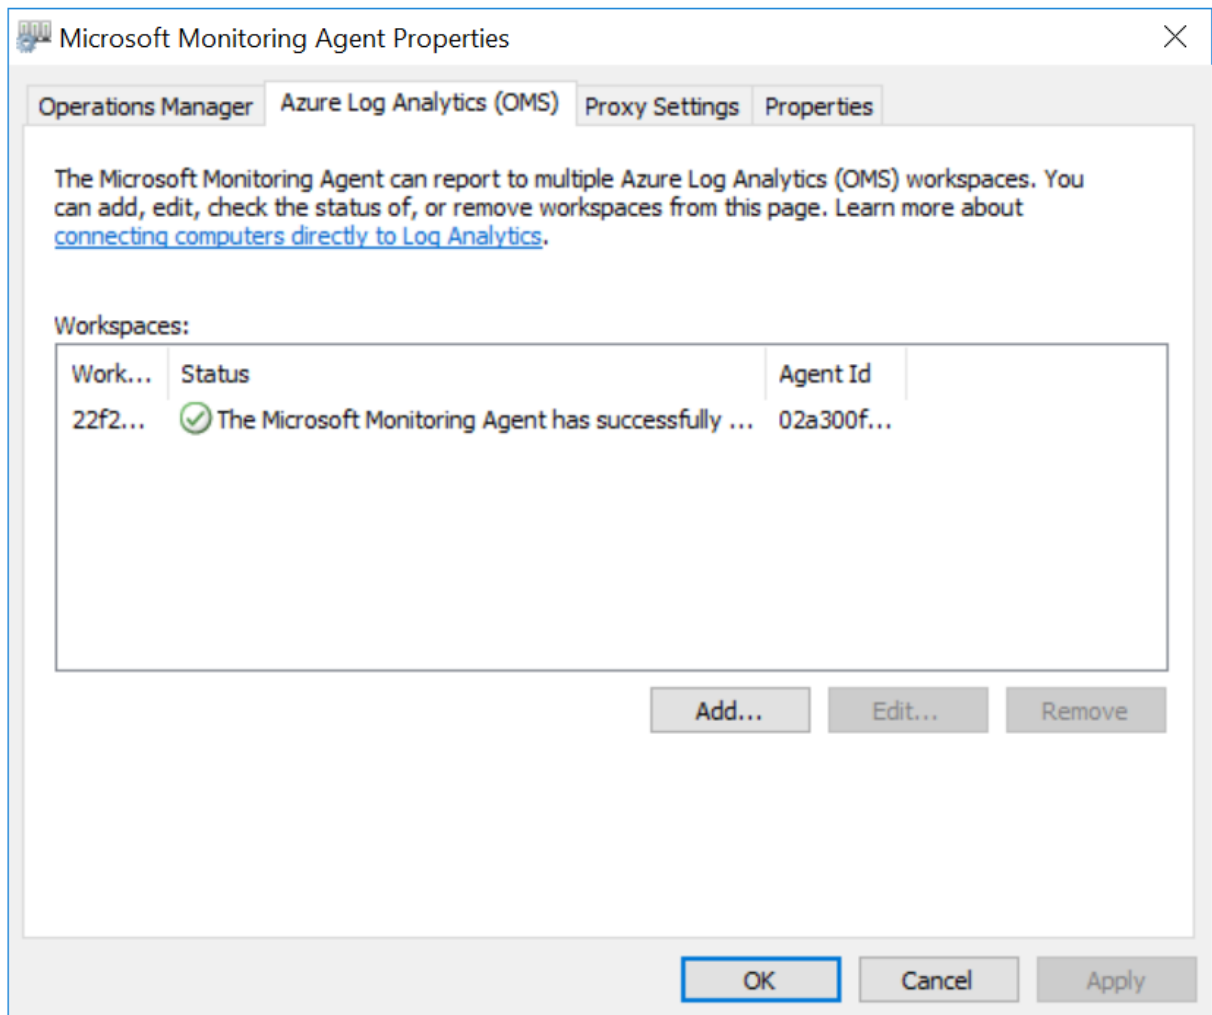 Microsoft Monitoring Agent Properties
Operations Manager Azure Log Analytics (OMS) Proxy Settings Properties
The Microsoft Monitoring Agent can report to multiple Azure Log Analytics (OMS) workspaces. You
can add, edit, check the status of, or remove workspaces from this page. Learn more about
connecting computers directly to Log Analytics.
Workspaces:
Work... Status Agent Id
22f2... The Microsoft Monitoring Agent has successfully ... 02a300f...
Add... Edit... Remove
OK Cancel Apply